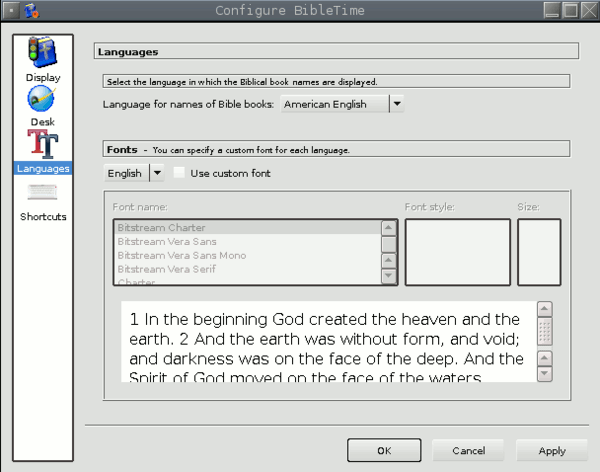 Configure BibleTime
Display
Desk
Languages
Shortcuts
Languages
Select the language in which the Biblical book names are displayed.
Language for names of Bible books: American English
Fonts - You can specify a custom font for each language.
English Use custom font
Font name: Font style: Size:
Bitstream Charter
Bitstream Vera Sans
Bitstream Vera Sans Mono
Bitstream Vera Serif
Charter
1 In the beginning God created the heaven and the
earth. 2 And the earth was without form, and void;
and darkness was on the face of the deep. And the
Spirit of God moved on the face of the waters
OK Cancel Apply